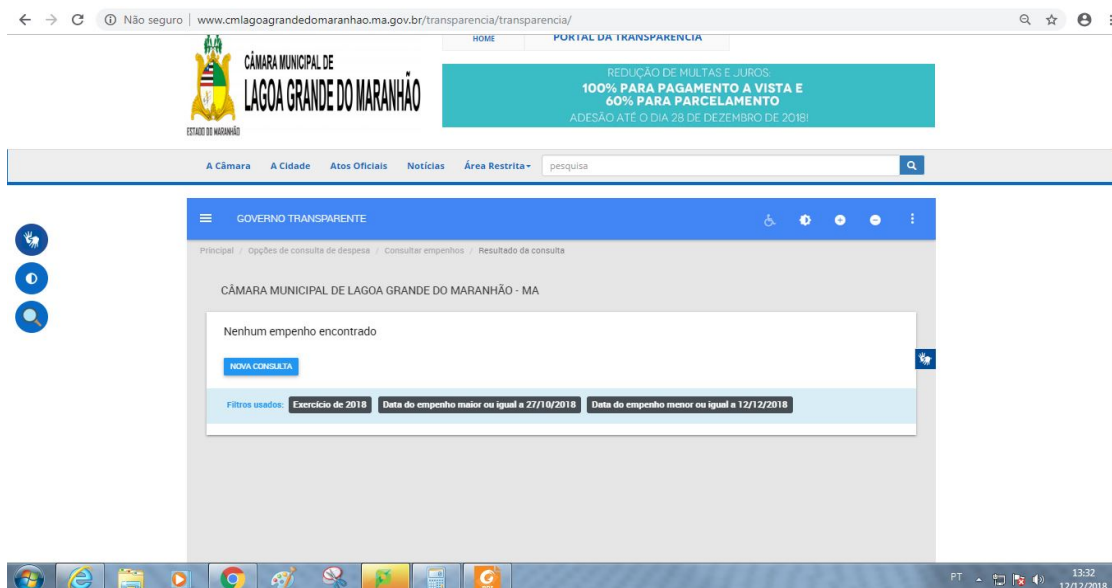 Não seguro | www.cmlagoagrandedomaranhao.ma.gov.br/transparencia/transparencia/
HOME PORTAL DA TRANSPARÊNCIA
CÂMARA MUNICIPAL DE
LAGOA GRANDE DO MARANHÃO
ESTADO DO MARANHÃO
REDUÇÃO DE MULTAS E JUROS:
100% PARA PAGAMENTO A VISTA E
60% PARA PARCELAMENTO
ADESÃO ATÉ O DIA 28 DE DEZEMBRO DE 2018!
A Câmara A Cidade Atos Oficiais Notícias Área Restrita pesquisa
GOVERNO TRANSPARENTE
Principal / Opções de consulta de despesa / Consultar empenhos / Resultado da consulta
CÂMARA MUNICIPAL DE LAGOA GRANDE DO MARANHÃO - MA
Nenhum empenho encontrado
NOVA CONSULTA
Filtros usados: Exercício de 2018 Data do empenho maior ou igual a 27/10/2018 Data do empenho menor ou igual a 12/12/2018
PT 13:32
12/12/2018